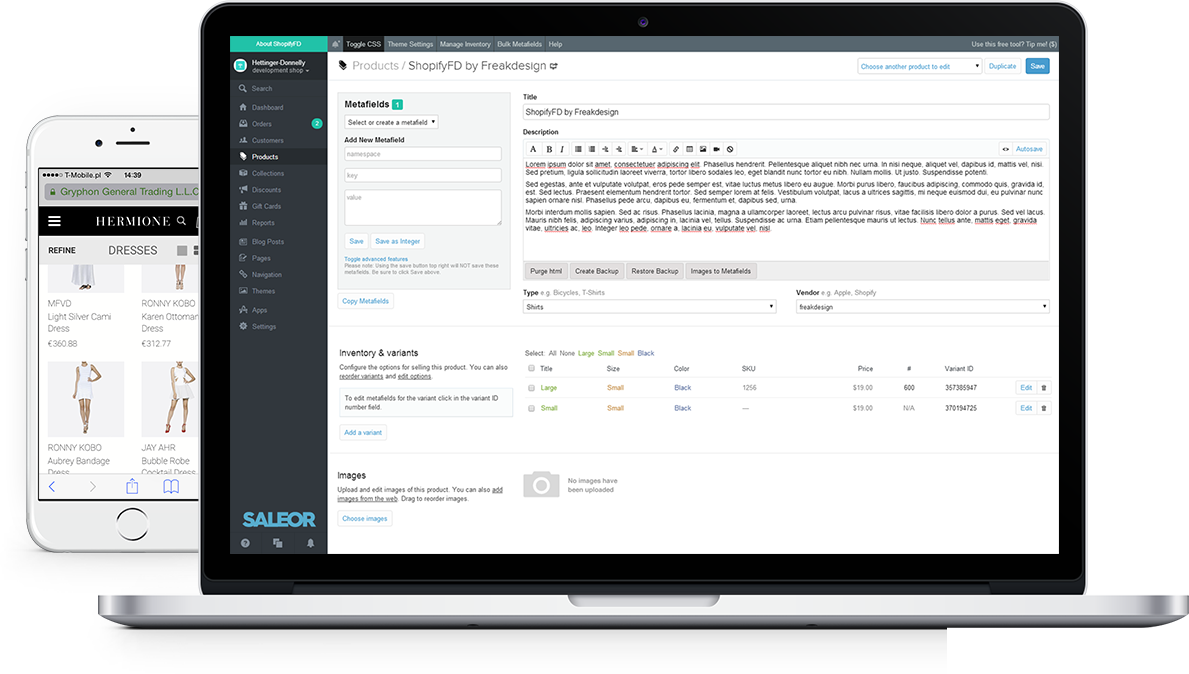 T-Mobile.pl 14:39
Gryphon General Trading L.L.C
HERMIONE
REFINE DRESSES
MFVD
Light Silver Cami
Dress
€360.88
RONNY KOBO
Karen Ottoman
Dress
€312.77
RONNY KOBO
Aubrey Bandage
Dress
JAY AHR
Bubble Robe
Cocktail Dress
About ShopifyFD
Toggle CSS Theme Settings Manage Inventory Bulk Metafields Help
Use this free tool? Tip me! ($)
Hettinger-Donnelly
development shop
Search
Dashboard
Orders 2
Customers
Products
Collections
Discounts
Gift Cards
Reports
Blog Posts
Pages
Navigation
Themes
Apps
Settings
SALEOR
Products / ShopifyFD by Freakdesign
Choose another product to edit Duplicate Save
Metafields 1
Select or create a metafield
Add New Metafield
namespace
key
value
Save Save as Integer
Toggle advanced features
Please note: Using the save button top right will NOT save these
metafields. Be sure to click Save above.
Copy Metafields
Title
ShopifyFD by Freakdesign
Description
A B I A <> Autosave
Lorem ipsum dolor sit amet, consectetuer adipiscing elit. Phasellus hendrerit. Pellentesque aliquet nibh nec urna. In nisi neque, aliquet vel, dapibus id, mattis vel, nisi.
Sed pretium, ligula sollicitudin laoreet viverra, tortor libero sodales leo, eget blandit nunc tortor eu nibh. Nullam mollis. Ut justo. Suspendisse potenti.
Sed egestas, ante et vulputate volutpat, eros pede semper est, vitae luctus metus libero eu augue. Morbi purus libero, faucibus adipiscing, commodo quis, gravida id,
est. Sed lectus. Praesent elementum hendrerit tortor. Sed semper lorem at felis. Vestibulum volutpat, lacus a ultrices sagittis, mi neque euismod dui, eu pulvinar nunc
sapien ornare nisl. Phasellus pede arcu, dapibus eu, fermentum et, dapibus sed, urna.
Morbi interdum mollis sapien. Sed ac risus. Phasellus lacinia, magna a ullamcorper laoreet, lectus arcu pulvinar risus, vitae facilisis libero dolor a purus. Sed vel lacus.
Mauris nibh felis, adipiscing varius, adipiscing in, lacinia vel, tellus. Suspendisse ac urna. Etiam pellentesque mauris ut lectus. Nunc tellus ante, mattis eget, gravida
vitae, ultricies ac, leo. Integer leo pede, ornare a, lacinia eu, vulputate vel, nisl.
Purge html Create Backup Restore Backup Images to Metafields
Type e.g. Bicycles, T-Shirts
Shirts
Vendor e.g. Apple, Shopify
freakdesign
Inventory & variants
Configure the options for selling this product. You can also
reorder variants and edit options.
To edit metafields for the variant click in the variant ID
number field.
Add a variant
Select: All None Large Small Small Black
Title Size Color SKU Price # Variant ID
Large Small Black 1256 $19.00 600 357385947 Edit
Small Small Black — $19.00 N/A 370194725 Edit
Images
Upload and edit images of this product. You can also add
images from the web. Drag to reorder images.
Choose images
No images have
been uploaded